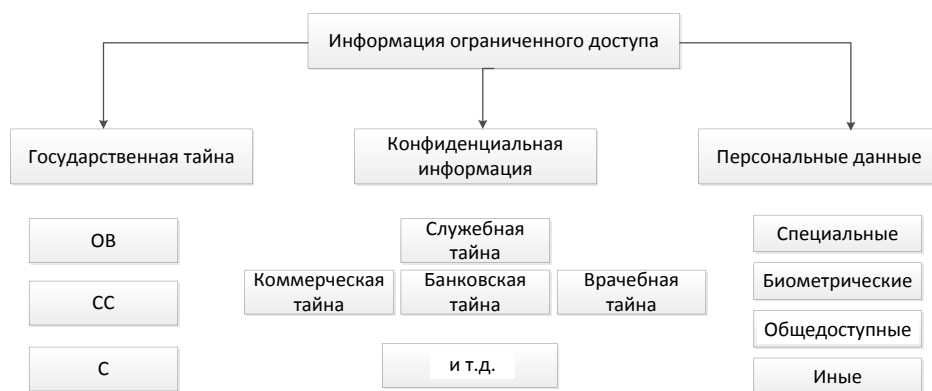 Информация ограниченного доступа
Государственная тайна
Конфиденциальная
информация
Персональные данные
ОВ
СС
С
Служебная
тайна
Коммерческая
тайна
Банковская
тайна
Врачебная
тайна
и т.д.
Специальные
Биометрические
Общедоступные
Иные